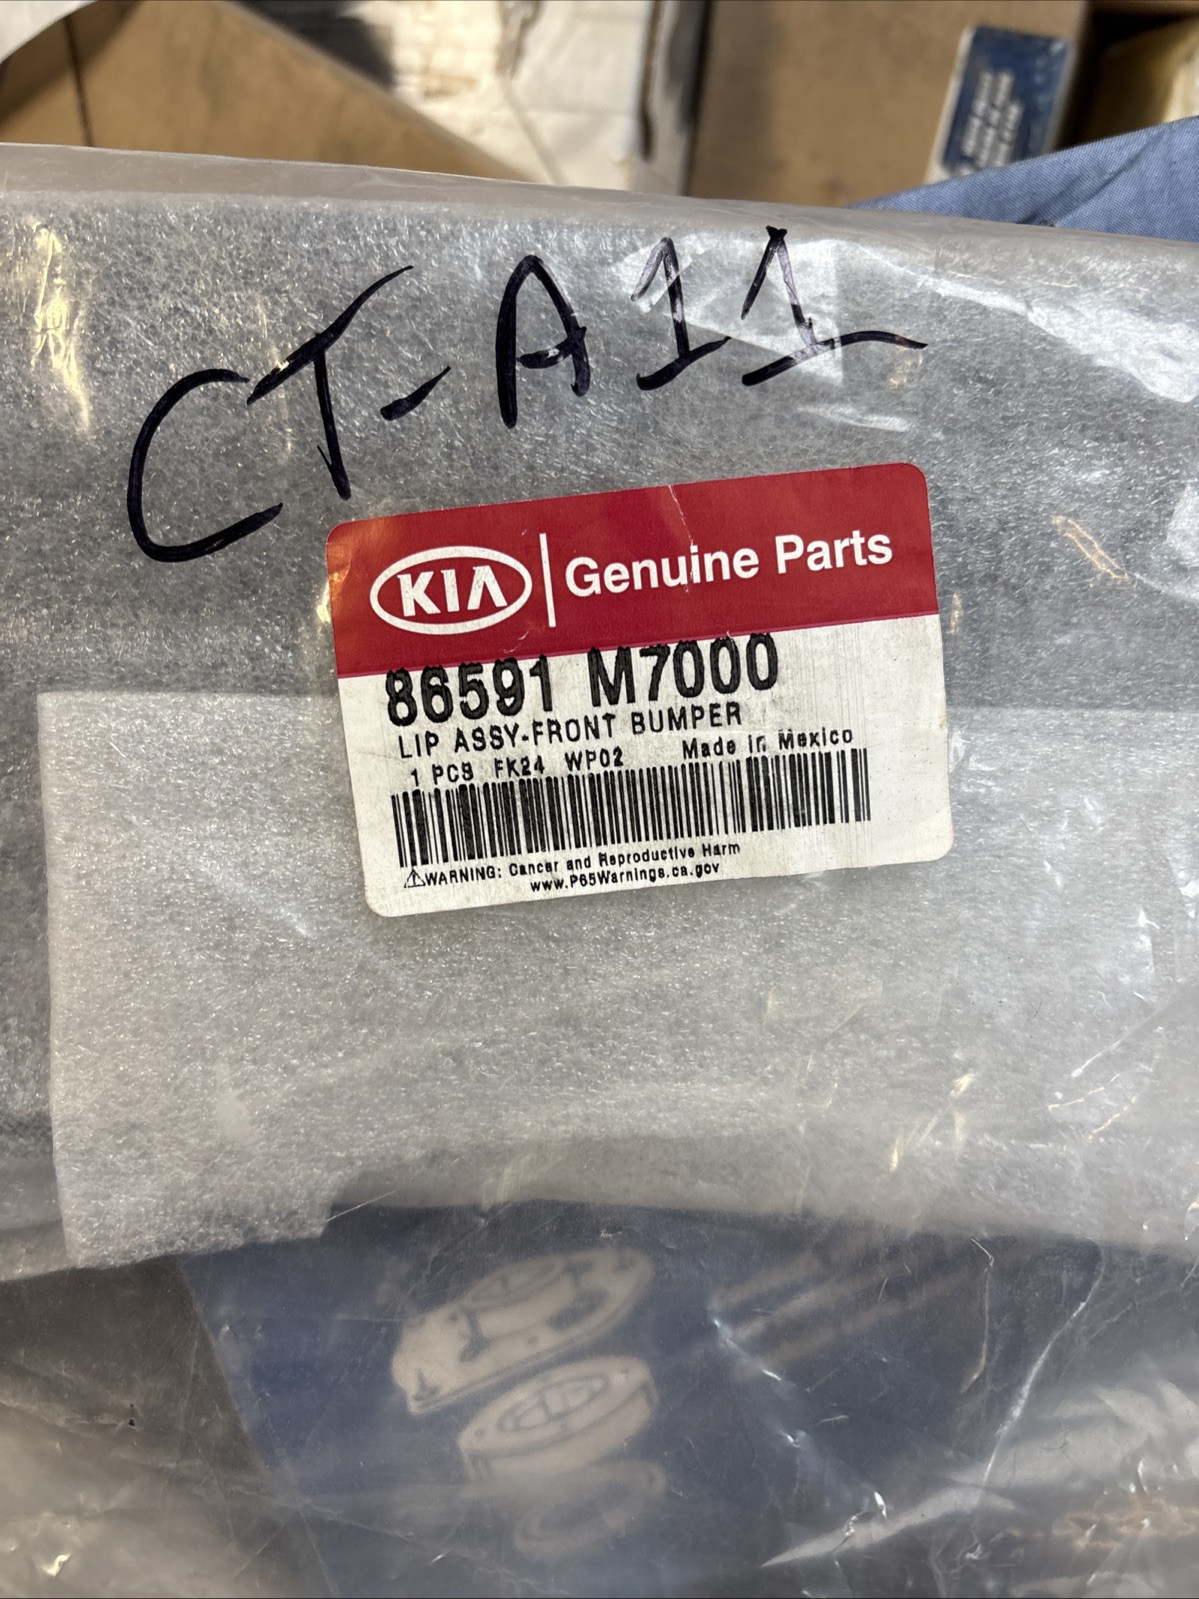 CT-A11
KIA Genuine Parts
86591 M7000
LIP ASSY-FRONT BUMPER
1 PCS FK24 WP02 Made in Mexico
⚠WARNING: Cancer and Reproductive Harm
www.P65Warnings.ca.gov